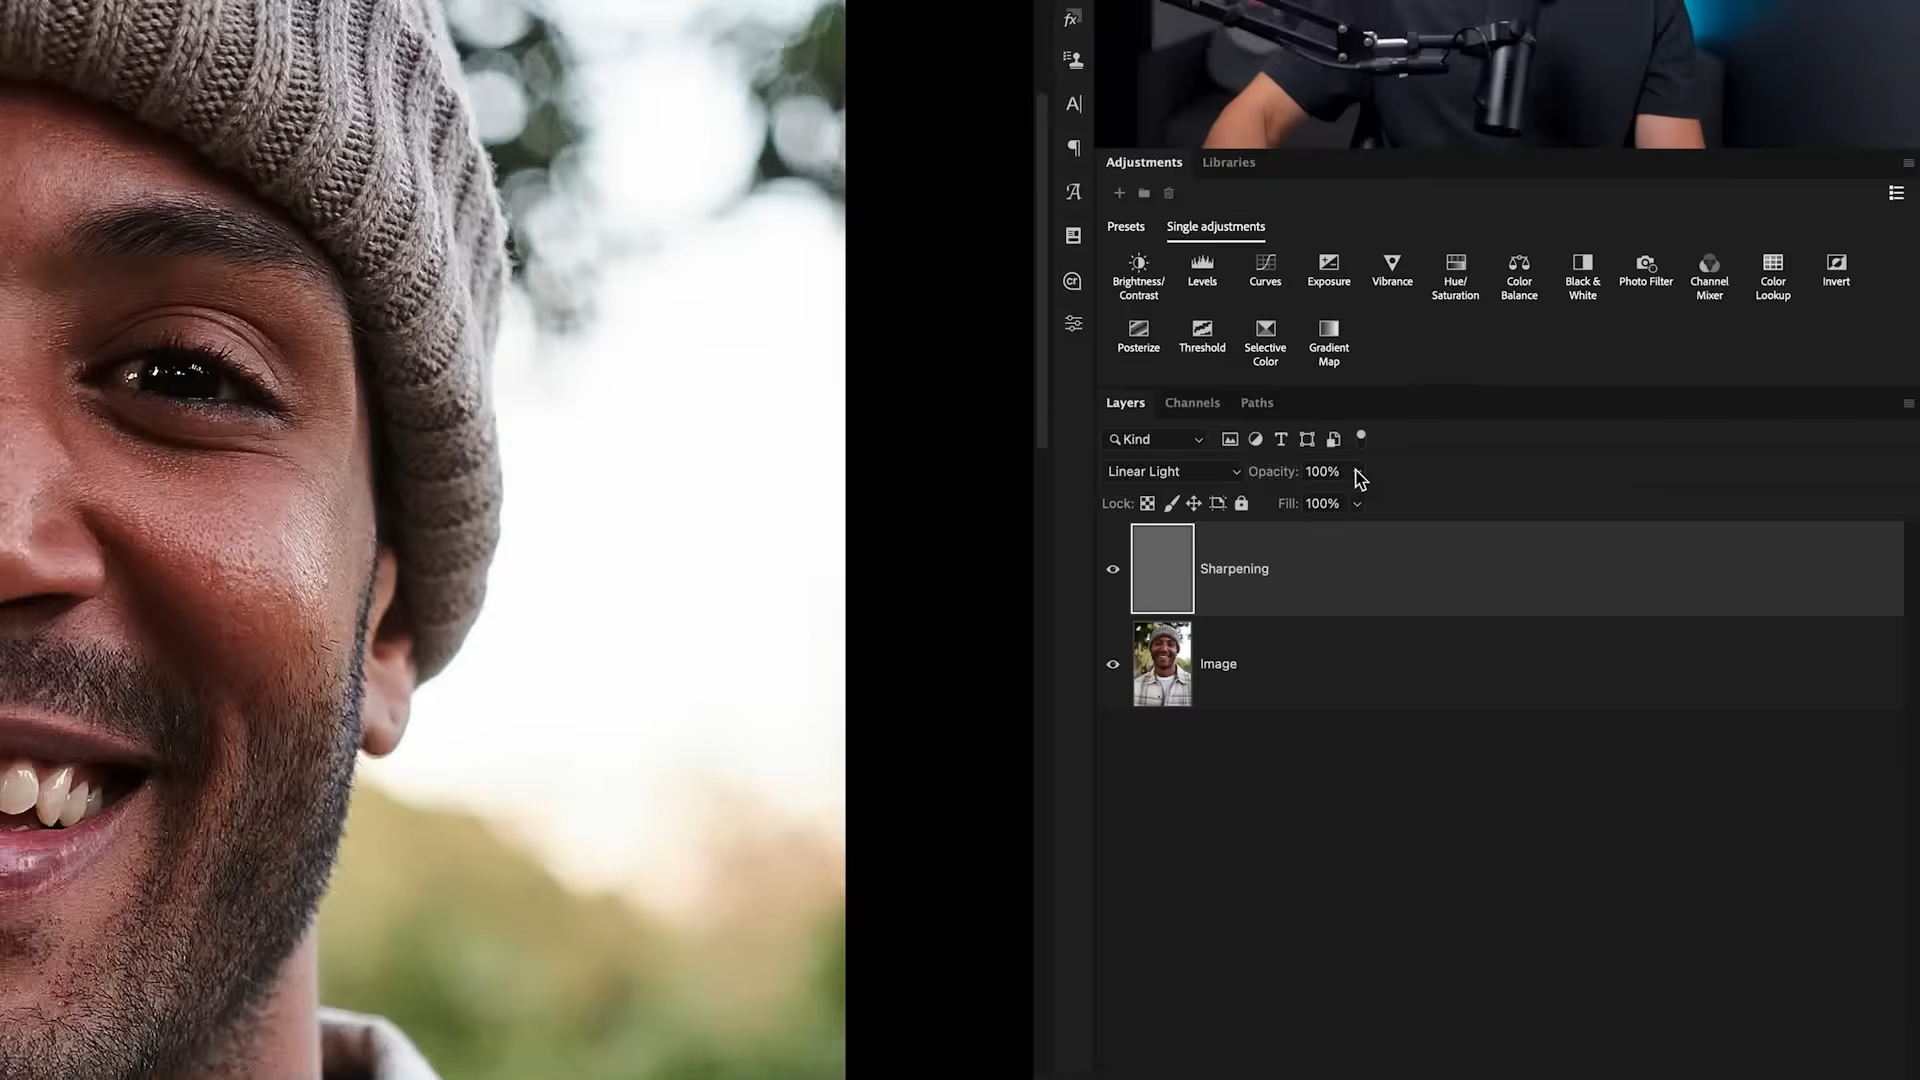 fx
A|
¶
A
Cr
Adjustments Libraries
Presets Single adjustments
Brightness/
Contrast
Levels
Curves
Exposure
Vibrance
Hue/
Saturation
Color
Balance
Black &
White
Photo Filter
Channel
Mixer
Color
Lookup
Invert
Posterize
Threshold
Selective
Color
Gradient
Map
Layers Channels Paths
Kind
Linear Light Opacity: 100%
Lock: Fill: 100%
Sharpening
Image